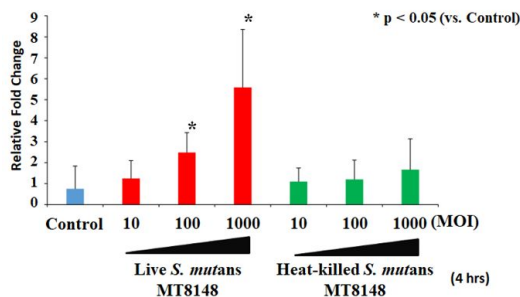 * p < 0.05 (vs. Control)
Relative Fold Change
9
8
7
6
5
4
3
2
1
0
*
*
Control 10 100 1000 10 100 1000 (MOI)
Live S. mutans
MT8148
Heat-killed S. mutans
MT8148
(4 hrs)